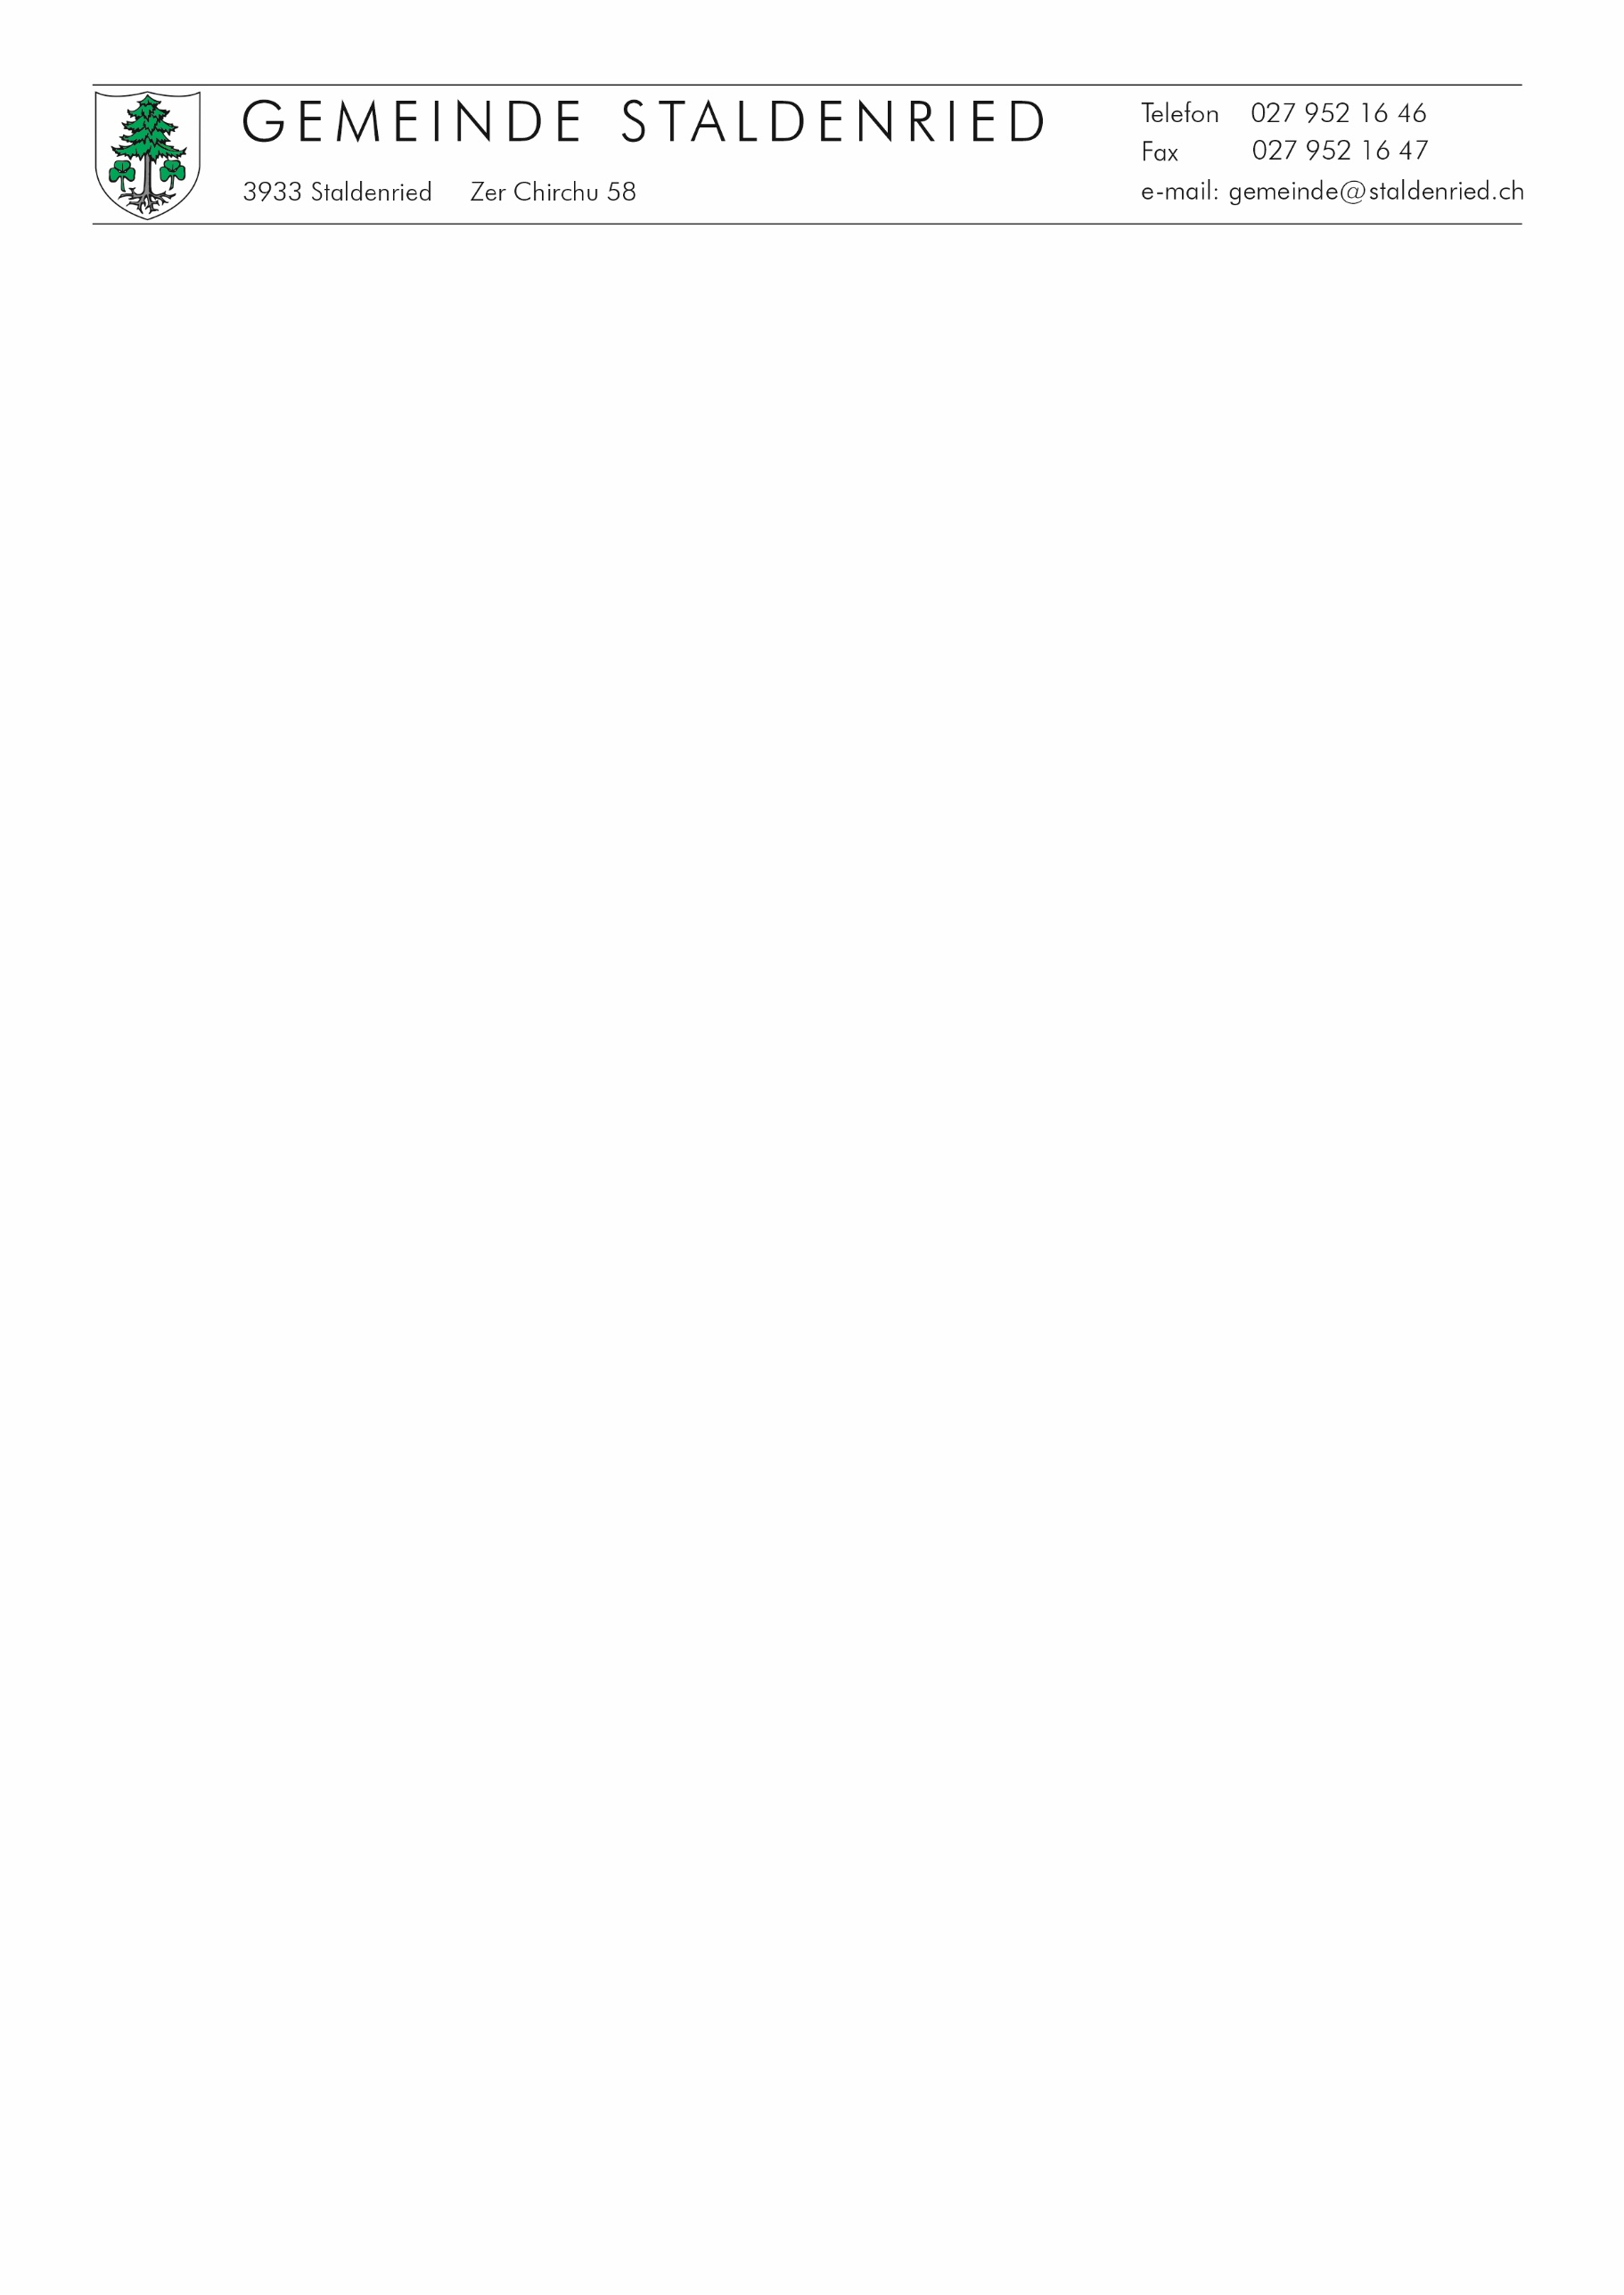 GEMEINDE STALDENRIED
3933 Staldenried Zer Chirchu 58
Telefon 027 952 16 46
Fax 027 952 16 47
e-mail: gemeinde@staldenried.ch